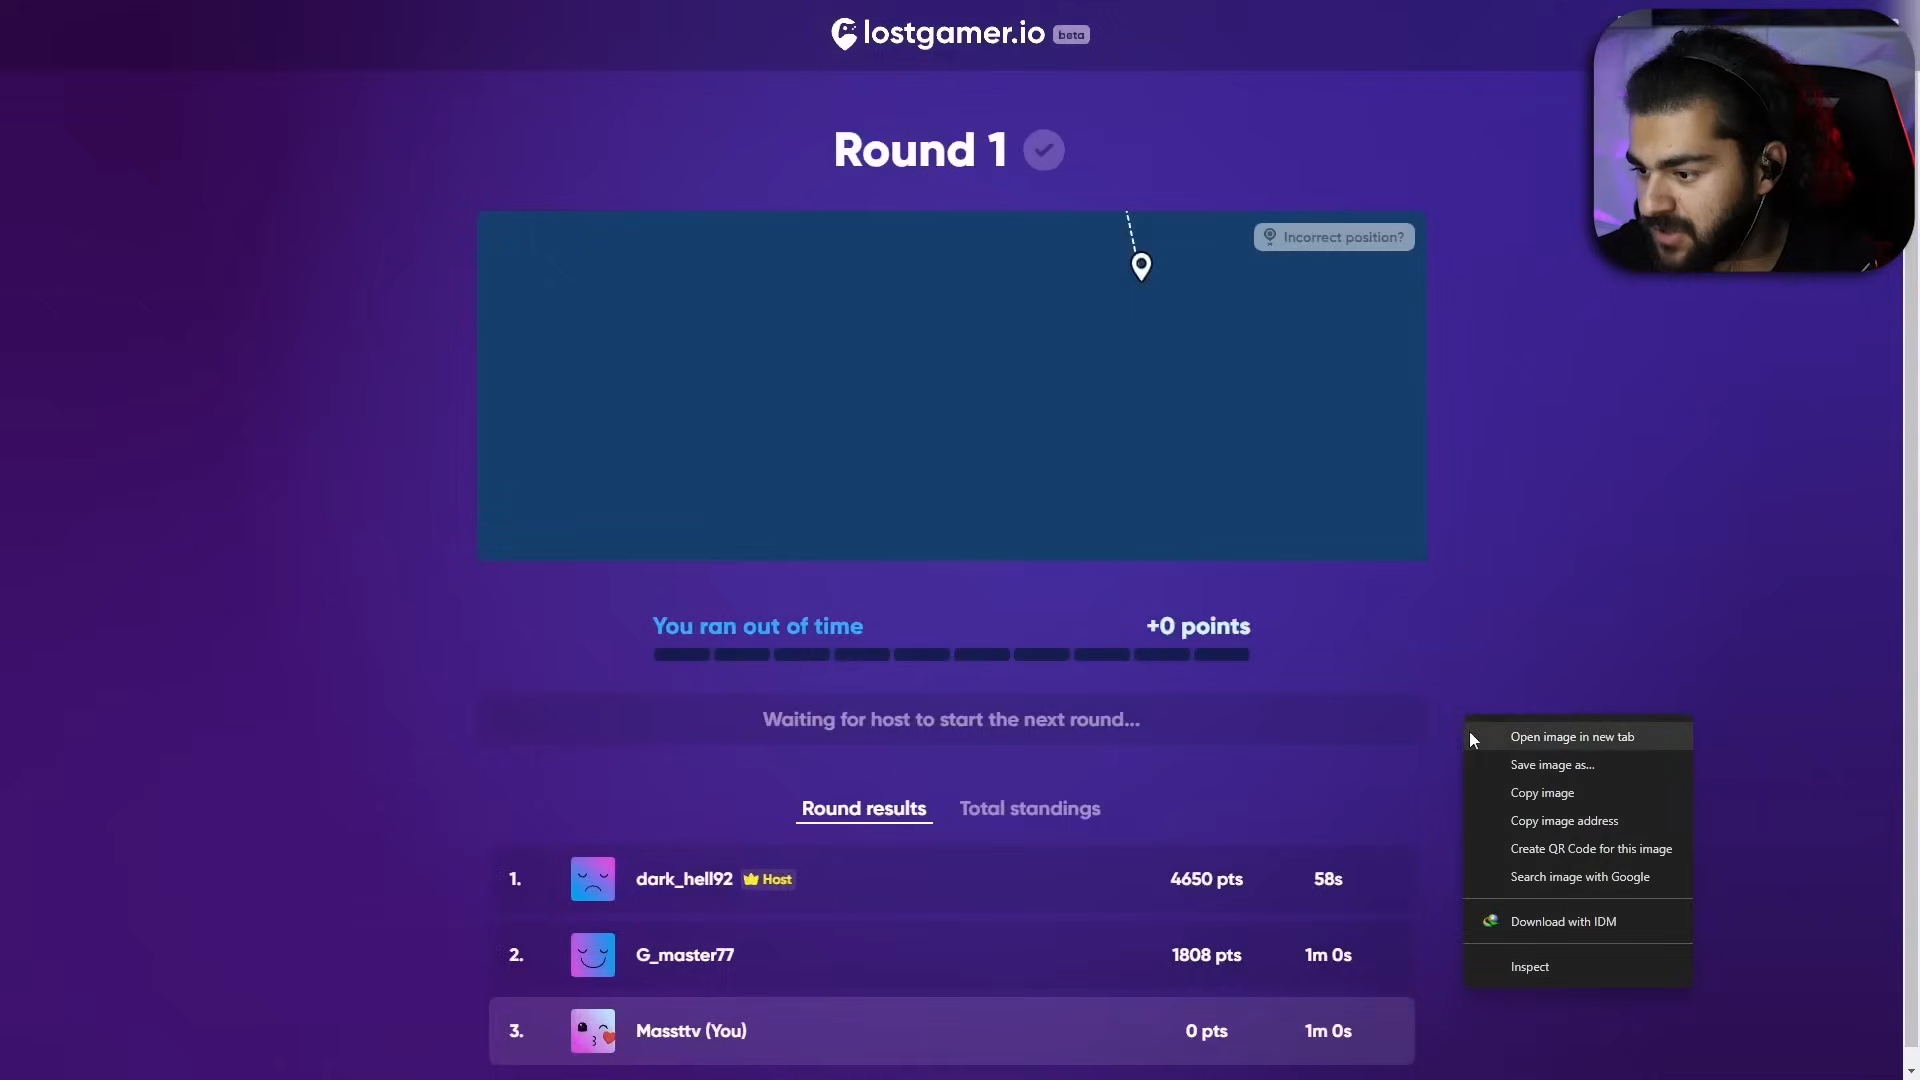 lostgamer.io beta
Round 1
Incorrect position?
You ran out of time +0 points
Waiting for host to start the next round...
Round results Total standings
1. dark_hell92 Host 4650 pts 58s
2. G_master77 1808 pts 1m 0s
3. Massttv (You) 0 pts 1m 0s
Open image in new tab
Save image as...
Copy image
Copy image address
Create QR Code for this image
Search image with Google
Download with IDM
Inspect